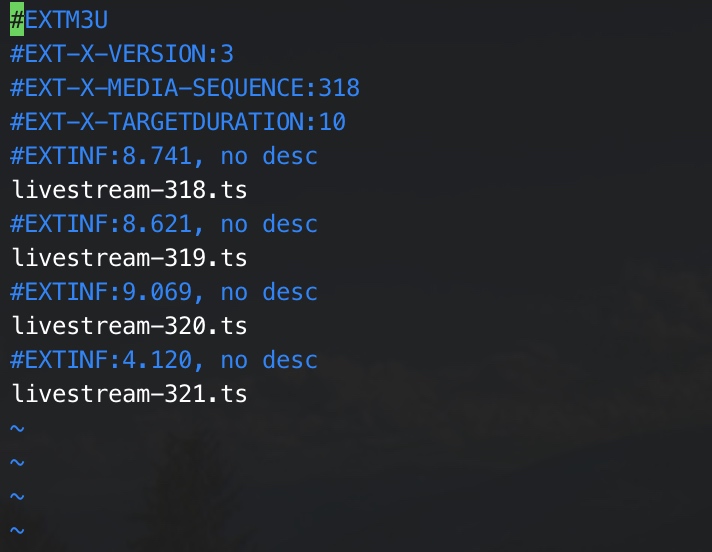 #EXTM3U
#EXT-X-VERSION:3
#EXT-X-MEDIA-SEQUENCE:318
#EXT-X-TARGETDURATION:10
#EXTINF:8.741, no desc
livestream-318.ts
#EXTINF:8.621, no desc
livestream-319.ts
#EXTINF:9.069, no desc
livestream-320.ts
#EXTINF:4.120, no desc
livestream-321.ts
~
~
~
~